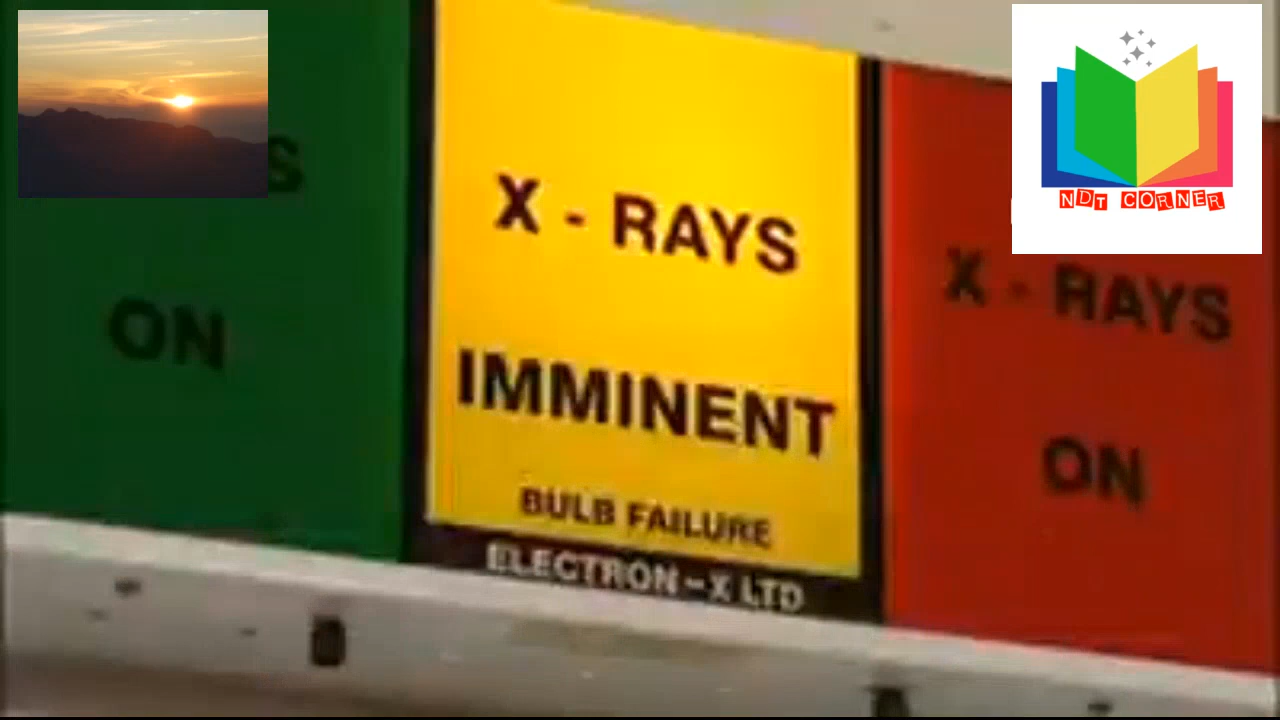 S
ON
X - RAYS
IMMINENT
BULB FAILURE
ELECTRON-X LTD
X - RAYS
ON
NDT CORNER